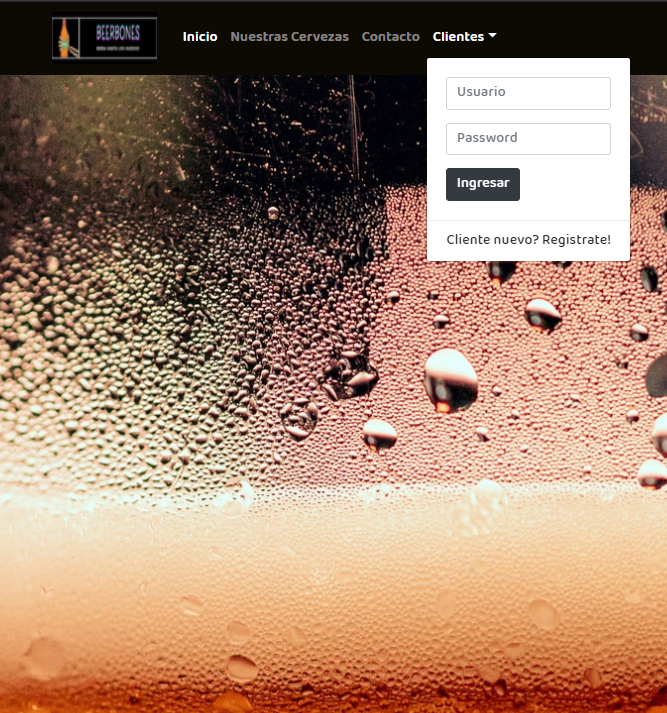 BEERBONES
Inicio Nuestras Cervezas Contacto Clientes
Usuario
Password
Ingresar
Cliente nuevo? Registrate!